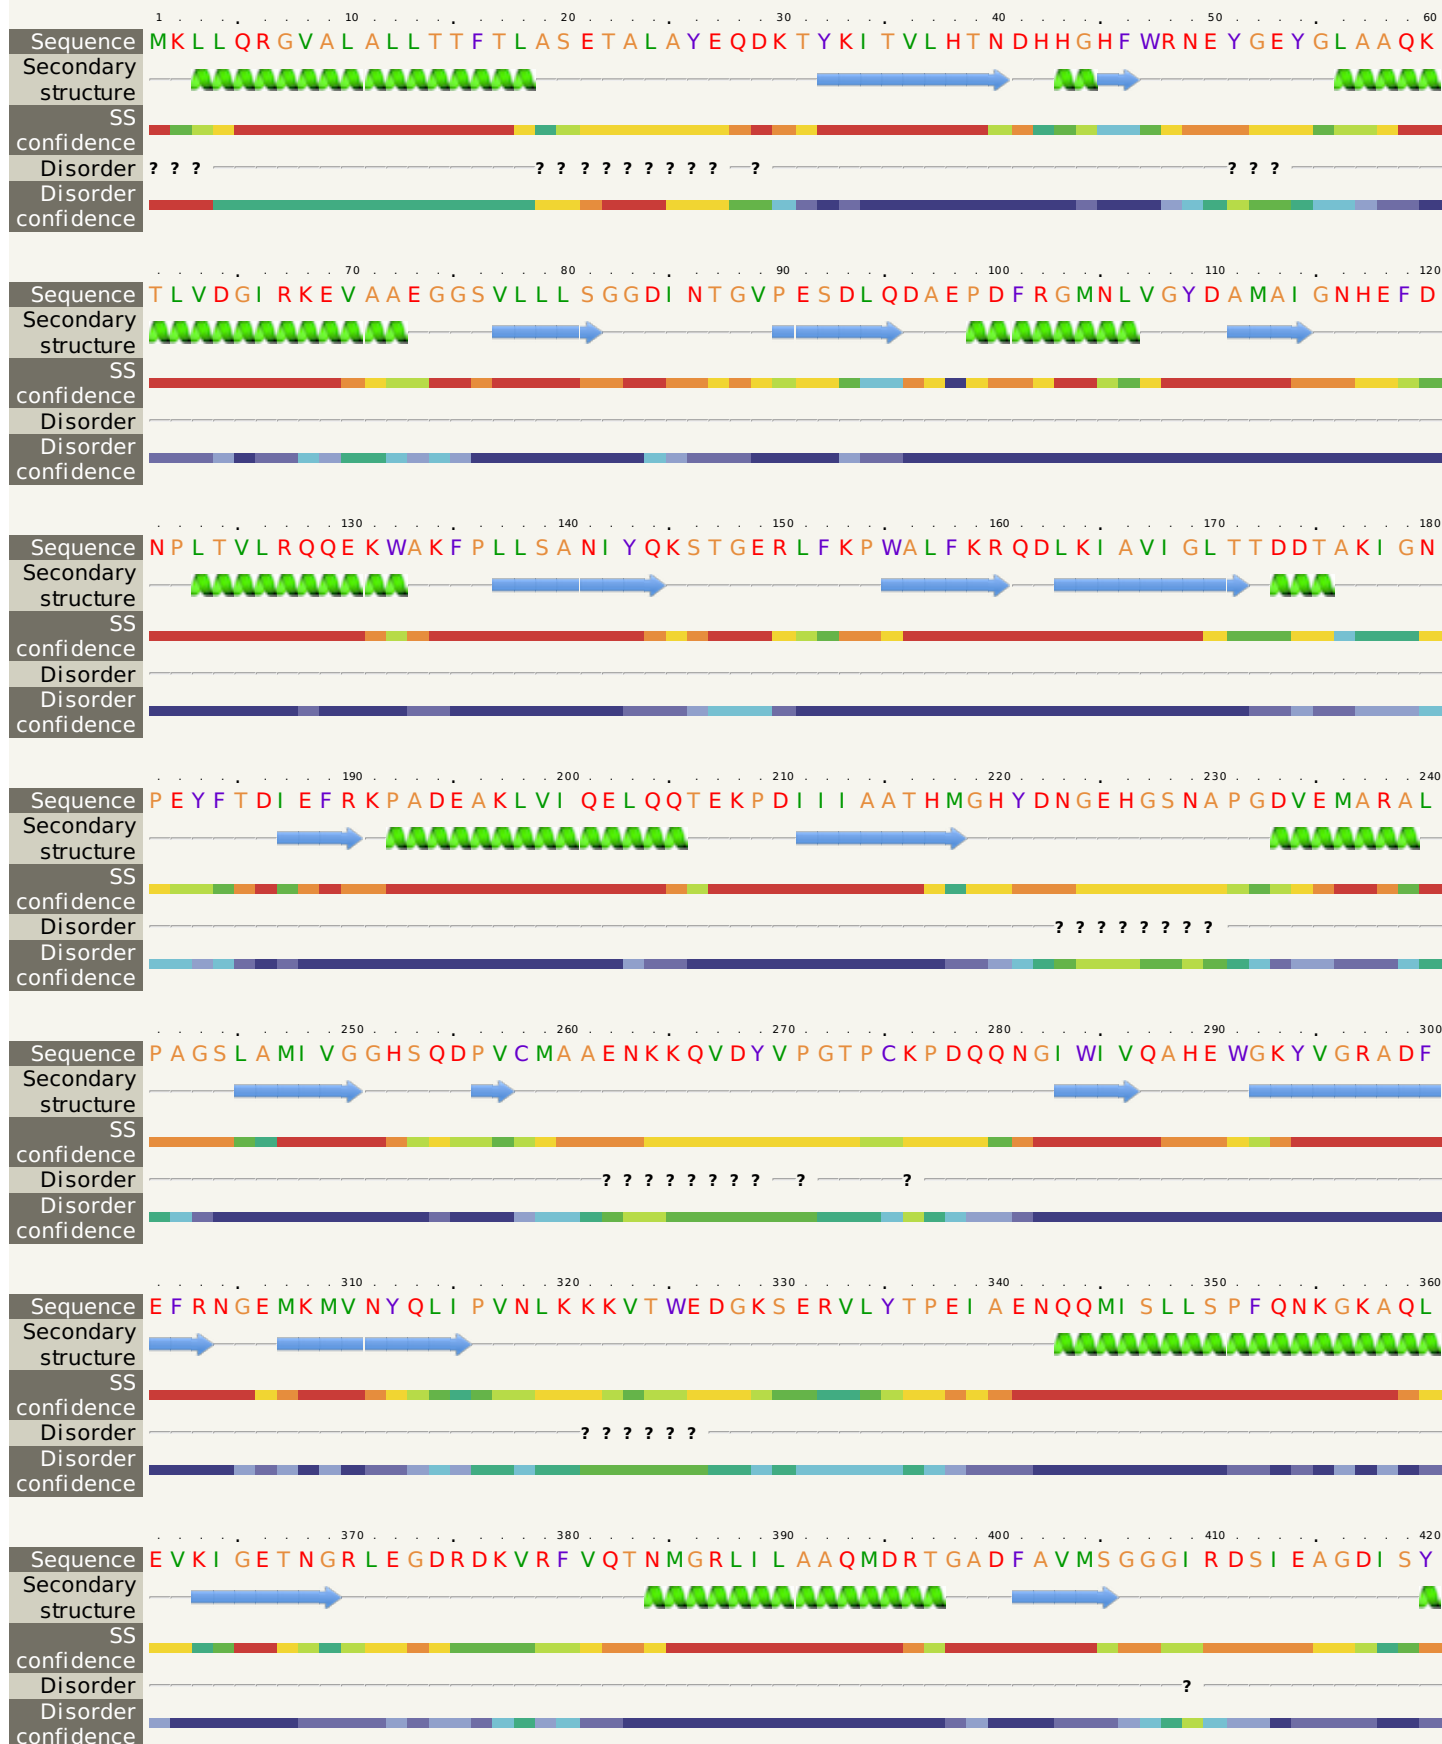 1 10 20 30 40 50 60
Sequence MKLLQRGVALALLTTFTLASETALAYEQDKTYKITVLHTNDHHGHFWRNEYGEYGLAAQK
Secondary
structure
SS
confidence
Disorder ??? ????????? ? ???
Disorder
confidence
70 80 90 100 110 120
Sequence TLVDGIRKEVAAEGGSVLLLSGGDINTGVPESDLQDAEPDFRGMNLVGYDAMAIGNHEFD
Secondary
structure
SS
confidence
Disorder
Disorder
confidence
130 140 150 160 170 180
Sequence NPLTVLRQQEKWAKFPLLSANIYQKSTGERLFKPWALFKRQDLKIAVIGLTTDDTAKIGN
Secondary
structure
SS
confidence
Disorder
Disorder
confidence
190 200 210 220 230 240
Sequence PEYFTDIEFRKPADEAKLVIQELQQTEKPDIIIAATHMGHYDNGEHGSNAPGDVEMARAL
Secondary
structure
SS
confidence
Disorder ????????
Disorder
confidence
250 260 270 280 290 300
Sequence PAGSLAMIVGGHSQDPVCMAAENKKQVDYVPGTPCKPDQQNGIWIVQAHEWGKYVGRADF
Secondary
structure
SS
confidence
Disorder ???????? ? ?
Disorder
confidence
310 320 330 340 350 360
Sequence EFRNGEMKMVNYQLIPVNLKKKVTWEDGKSERVLYTPEIAENQQMISLLSPFQNKGKAQL
Secondary
structure
SS
confidence
Disorder ??????
Disorder
confidence
370 380 390 400 410 420
Sequence EVKIGETNGRLEGDRDKVRFVQTNMGRLILAAQMDRTGADFAVMSGGGIRDSIEAGDISY
Secondary
structure
SS
confidence
Disorder ?
Disorder
confidence